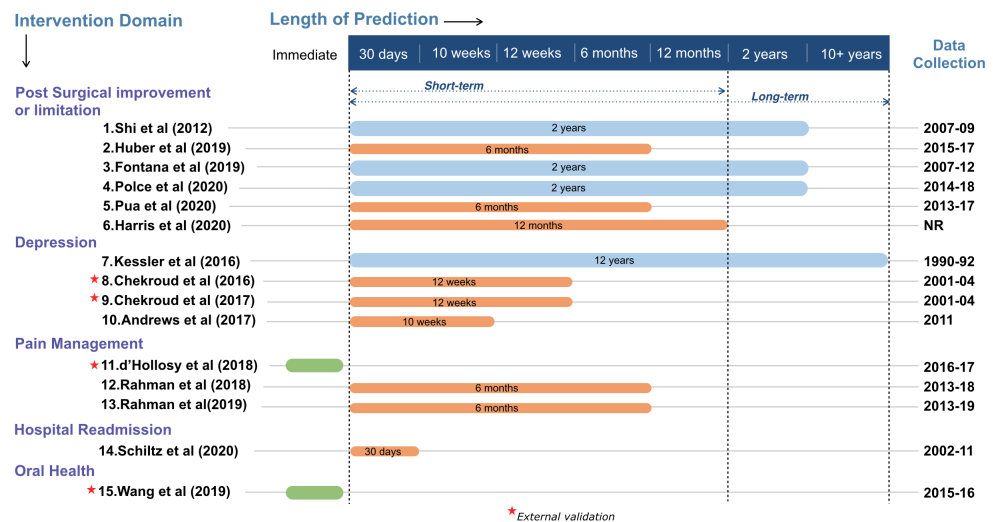 Intervention Domain
Length of Prediction
Immediate
30 days
10 weeks
12 weeks
6 months
12 months
2 years
10+ years
Data
Collection
Short-term
Long-term
Post Surgical improvement
or limitation
1.Shi et al (2012) 2 years 2007-09
2.Huber et al (2019) 6 months 2015-17
3.Fontana et al (2019) 2 years 2007-12
4.Polce et al (2020) 2 years 2014-18
5.Pua et al (2020) 6 months 2013-17
6.Harris et al (2020) 12 months NR
Depression
7.Kessler et al (2016) 12 years 1990-92
8.Chekroud et al (2016) 12 weeks 2001-04
9.Chekroud et al (2017) 12 weeks 2001-04
10.Andrews et al (2017) 10 weeks 2011
Pain Management
11.d'Hollosy et al (2018) 2016-17
12.Rahman et al (2018) 6 months 2013-18
13.Rahman et al(2019) 6 months 2013-19
Hospital Readmission
14.Schiltz et al (2020) 30 days 2002-11
Oral Health
15.Wang et al (2019) 2015-16
External validation